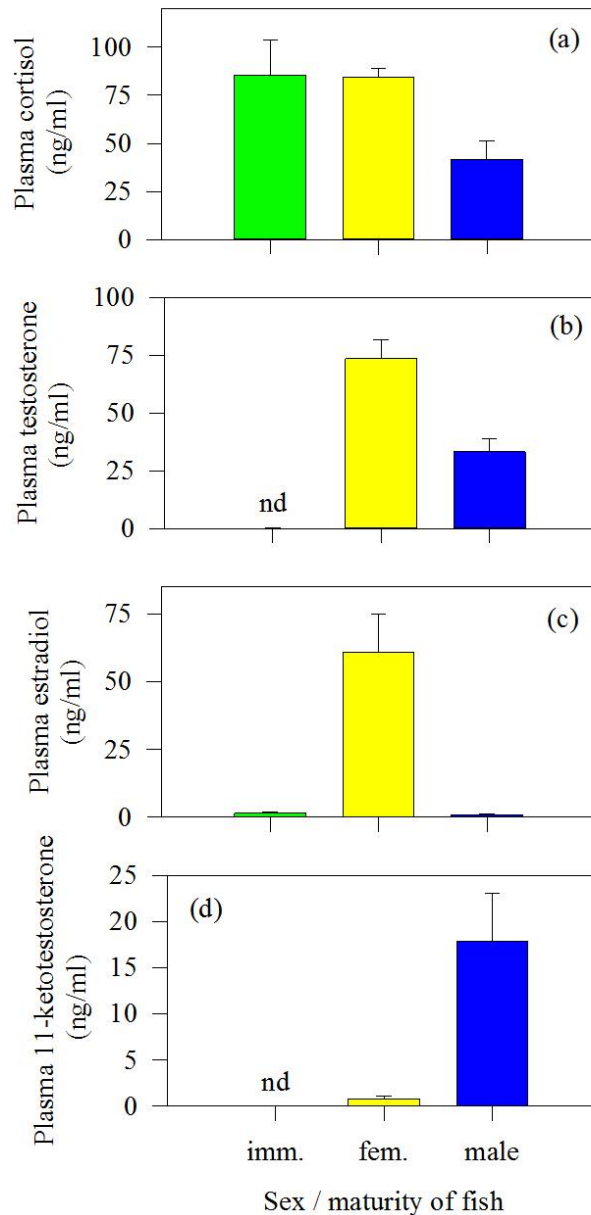 Plasma cortisol
(ng/ml)
100
75
50
25
0
(a)
Plasma testosterone
(ng/ml)
100
75
50
25
0
nd
(b)
Plasma estradiol
(ng/ml)
75
50
25
0
(c)
Plasma 11-ketotestosterone
(ng/ml)
25
20
15
10
5
0
(d)
nd
imm. fem. male
Sex / maturity of fish